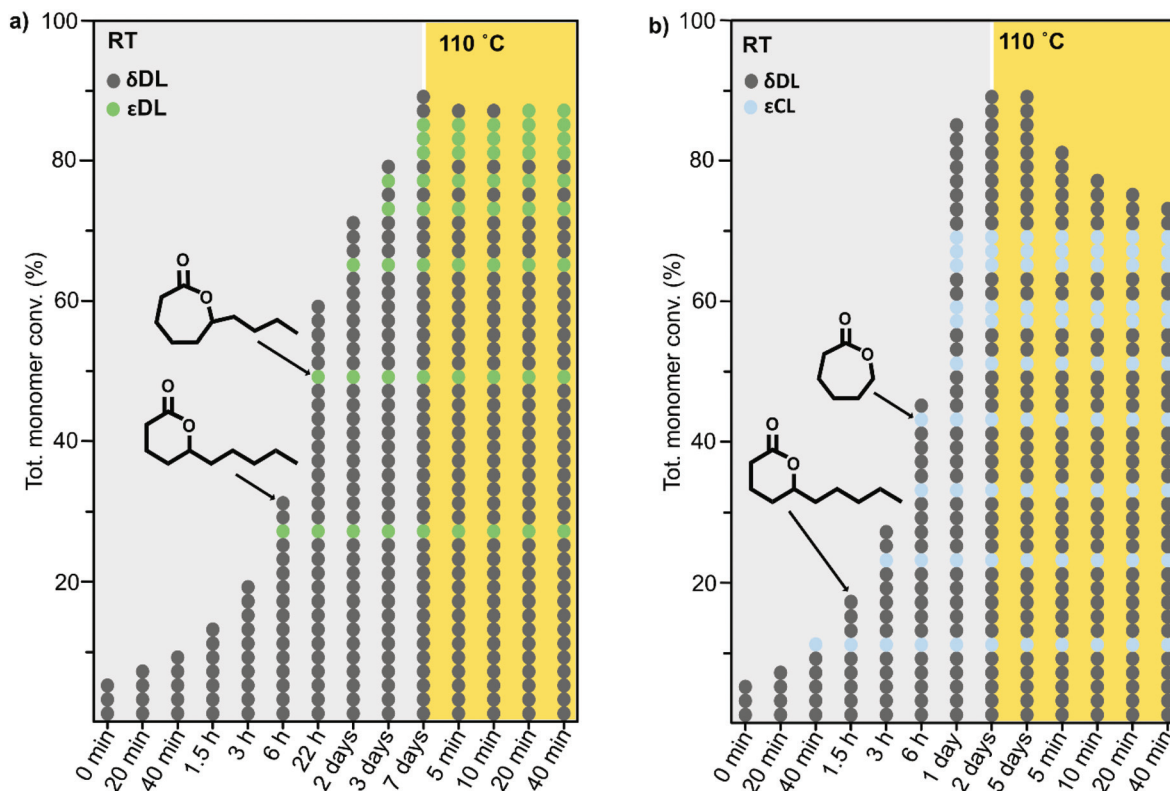 a)
RT
110 °C
δDL
εDL
Tot. monomer conv. (%)
100
80
60
40
20
O
O
O
O
0 min
20 min
40 min
1.5 h
3 h
6 h
22 h
2 days
3 days
7 days
5 min
10 min
20 min
40 min
b)
RT
110 °C
δDL
εCL
Tot. monomer conv. (%)
100
80
60
40
20
O
O
O
O
0 min
20 min
40 min
1.5 h
3 h
6 h
1 day
2 days
5 days
5 min
10 min
20 min
40 min